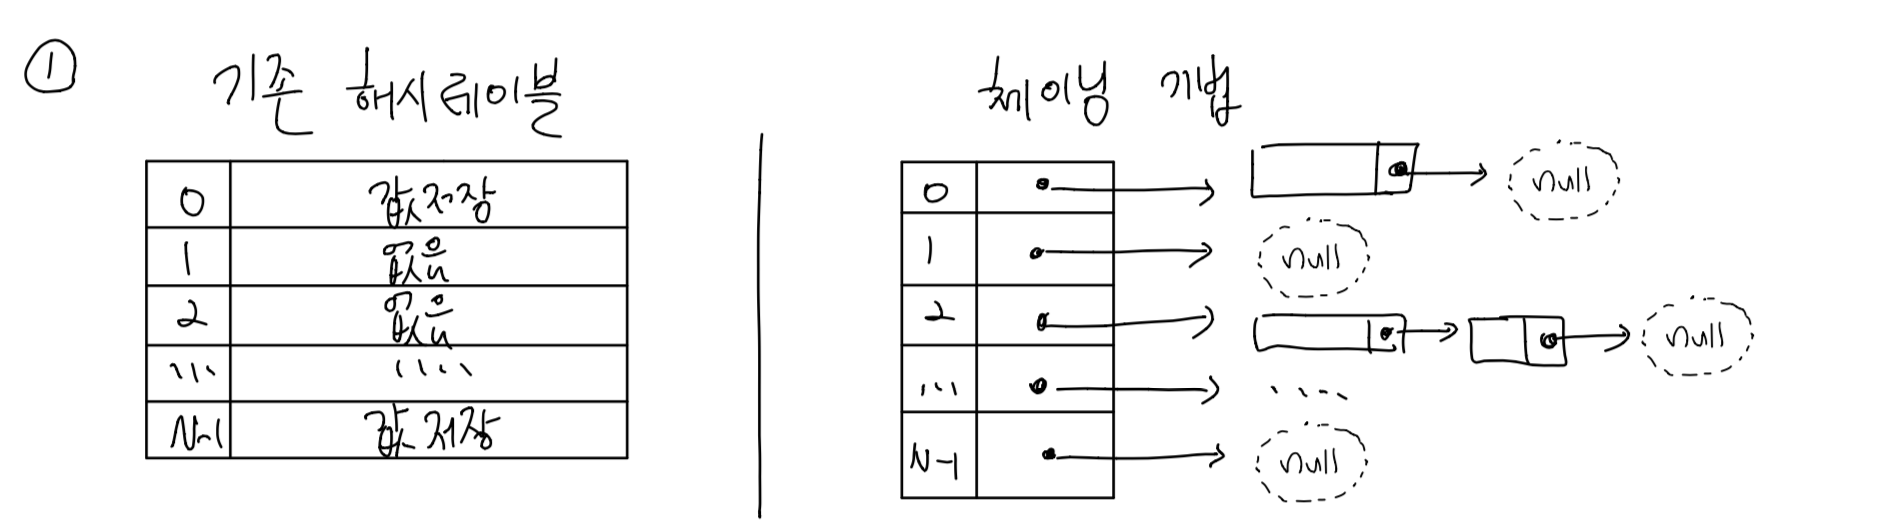 ①
기존 해시테이블
0 값저장
1 없음
2 없음
.... ....
N-1 값 저장
체이닝 기법
0 null
1 null
2 null
.... ....
N-1 null